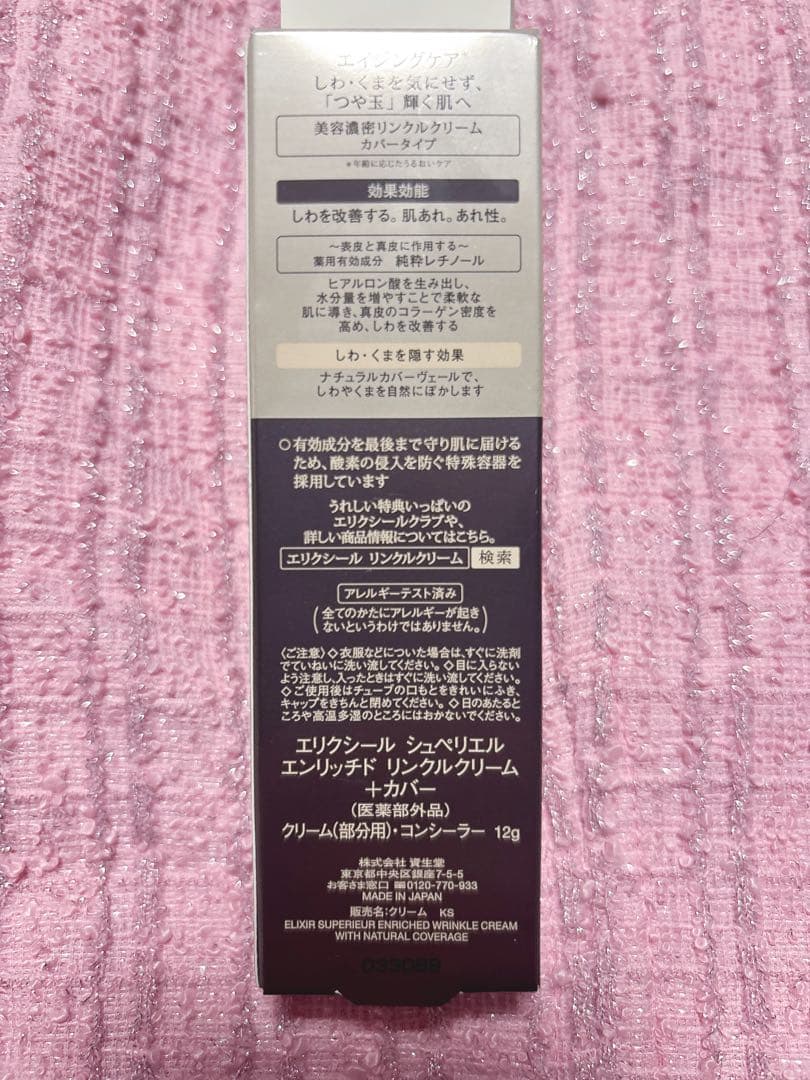 エイジングケア*
しわ・くまを気にせず、
「つや玉」輝く肌へ
美容濃密リンクルクリーム
カバータイプ
*年齢に応じたうるおいケア
効果効能
しわを改善する。肌あれ。あれ性。
～表皮と真皮に作用する～
薬用有効成分 純粋レチノール
ヒアルロン酸を生み出し、
水分量を増やすことで柔軟な
肌に導き、真皮のコラーゲン密度を
高め、しわを改善する
しわ・くまを隠す効果
ナチュラルカバーヴェールで、
しわやくまを自然にぼかします
○有効成分を最後まで守り肌に届ける
ため、酸素の侵入を防ぐ特殊容器を
採用しています
うれしい特典いっぱいの
エリクシールクラブや、
詳しい商品情報についてはこちら。
エリクシール リンクルクリーム 検索
アレルギーテスト済み
(全てのかたにアレルギーが起き
ないというわけではありません。)
〈ご注意〉◇衣服などについた場合は、すぐに洗剤
でていねいに洗い流してください。◇目に入らない
よう注意し、入ったときはすぐに洗い流してください。
◇ご使用後はチューブの口もとをきれいにふき、
キャップをきちんと閉めてください。◇日のあたると
ころや高温多湿のところにはおかないでください。
エリクシール シュペリエル
エンリッチド リンクルクリーム
+カバー
(医薬部外品)
クリーム(部分用)・コンシーラー 12g
株式会社 資生堂
東京都中央区銀座7-5-5
お客さま窓口 0120-770-933
MADE IN JAPAN
販売名:クリーム KS
ELIXIR SUPERIEUR ENRICHED WRINKLE CREAM
WITH NATURAL COVERAGE